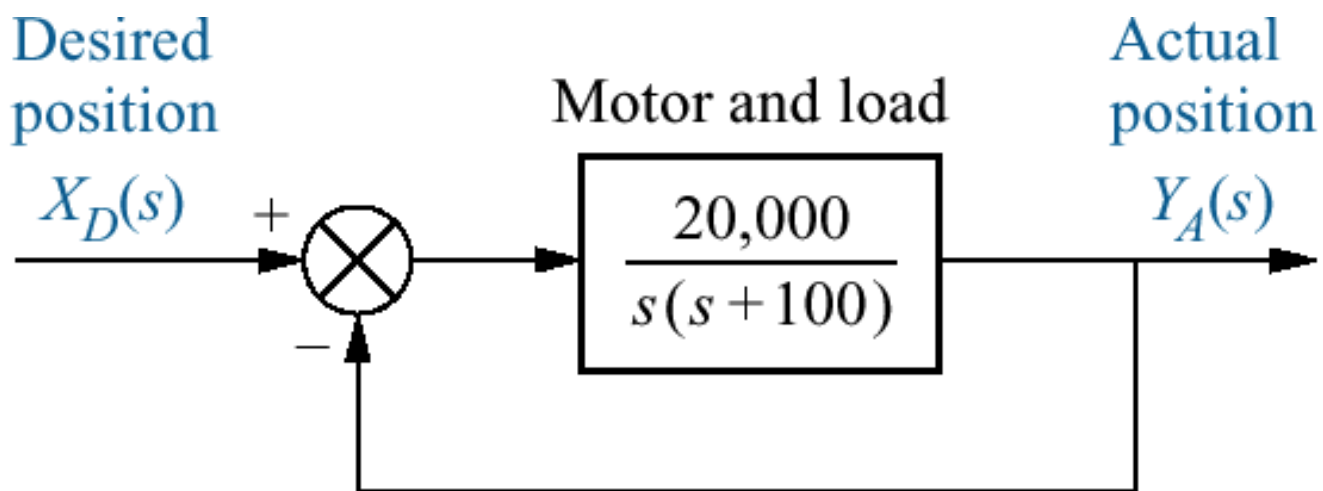 Desired
position
X_D(s)
+
−
Motor and load
20,000
s(s+100)
Actual
position
Y_A(s)